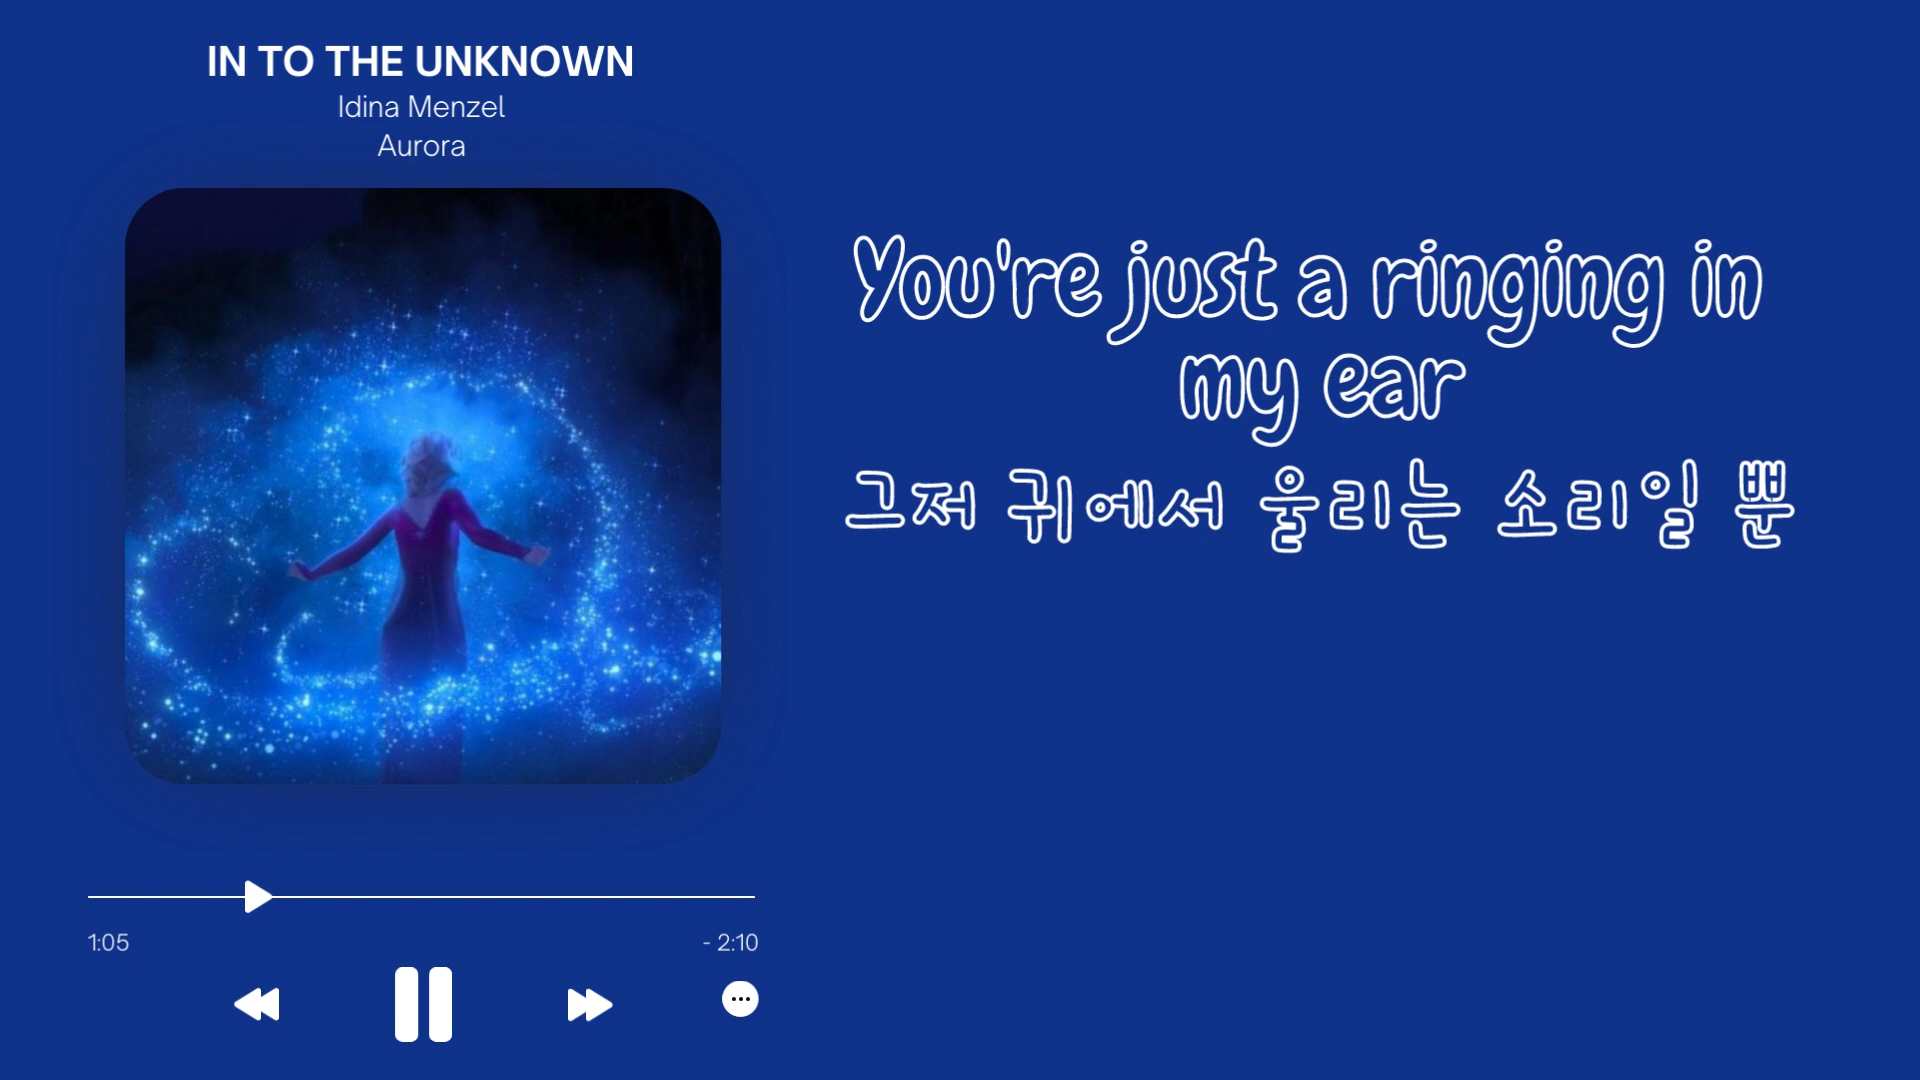 IN TO THE UNKNOWN
Idina Menzel
Aurora
You're just a ringing in
my ear
그저 귀에서 울리는 소리일 뿐
1:05
- 2:10